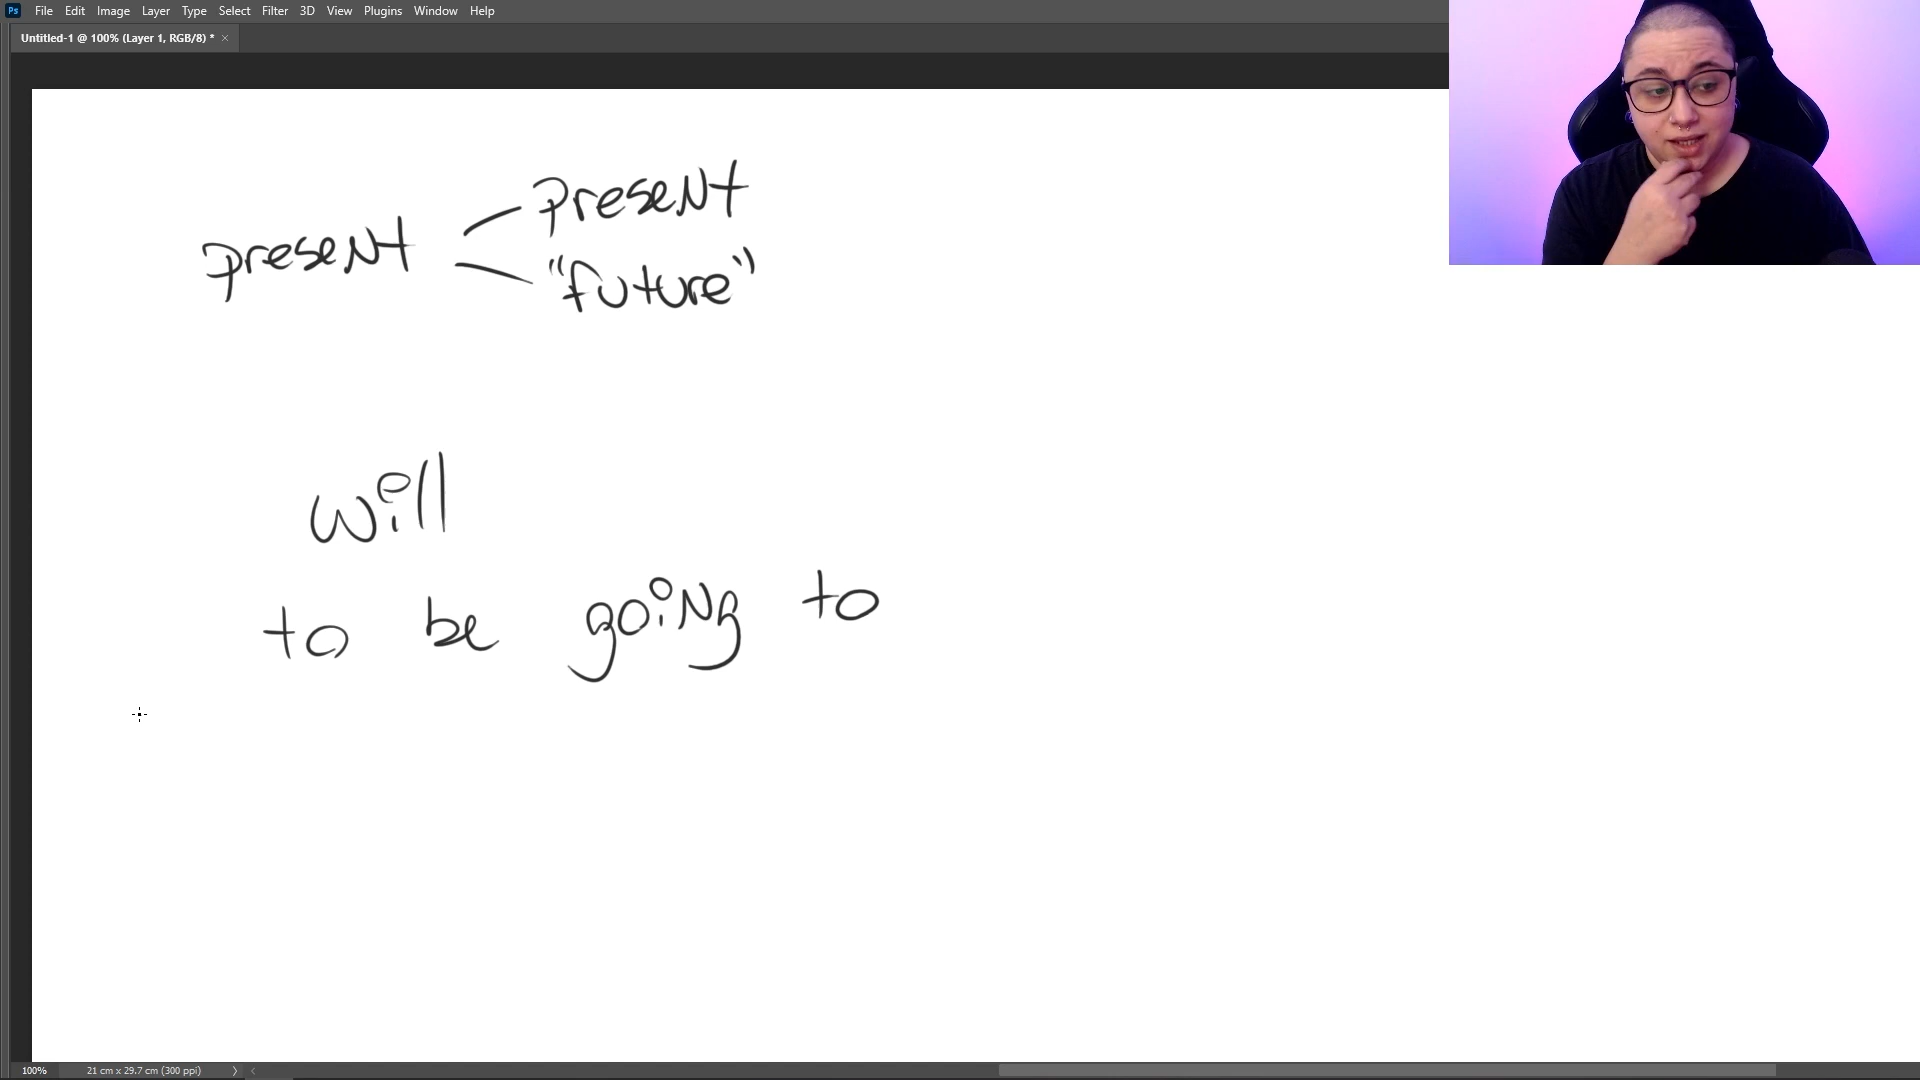 Ps File Edit Image Layer Type Select Filter 3D View Plugins Window Help
Untitled-1 @ 100% (Layer 1, RGB/8) * ×
present
present
"future"
will
to be going to
100% 21 cm x 29.7 cm (300 ppi)